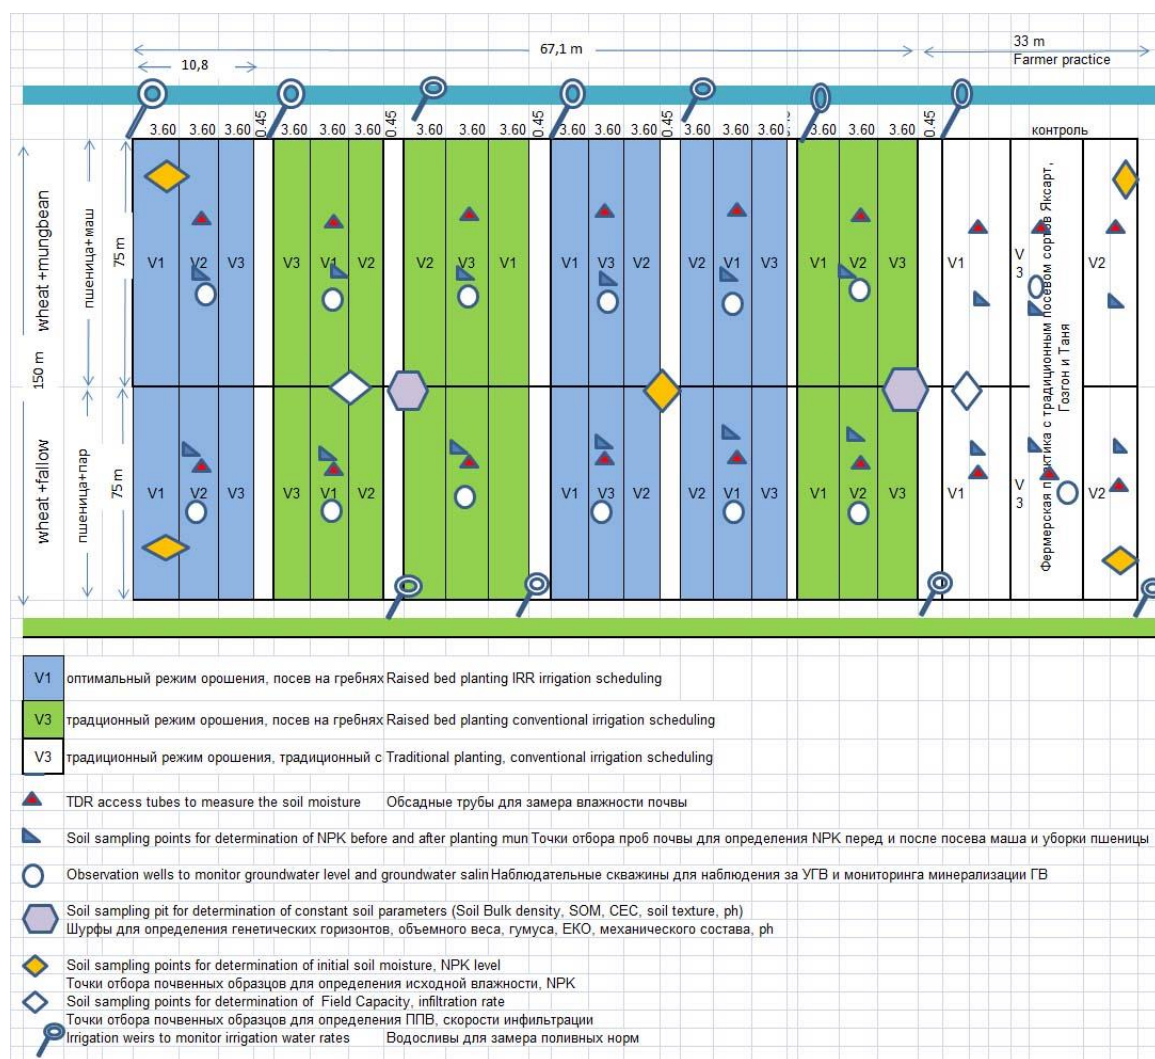 67,1 m
33 m
Farmer practice
10,8
3.60 3.60 3.60 0.45 3.60 3.60 3.60 0.45 3.60 3.60 3.60 0.45 3.60 3.60 3.60 0.45 3.60 3.60 3.60 3.60 3.60 3.60 0.45 контроль
wheat +mungbean
пшеница+маш
75 m
V1 V2 V3 V3 V1 V2 V2 V3 V1 V1 V3 V2 V2 V1 V3 V1 V2 V3 V1 V3 V2
150 m
Фермерская практика с традиционным посевом сортов Яксарт,
Гозгон и Таня
wheat +fallow
пшеница+пар
75 m
V1 V2 V3 V3 V1 V2 V2 V3 V1 V1 V3 V2 V2 V1 V3 V1 V2 V3 V1 V3 V2
V1 оптимальный режим орошения, посев на гребнях Raised bed planting IRR irrigation scheduling
V3 традционный режим орошения, посев на гребнях Raised bed planting conventional irrigation scheduling
V3 традиционный режим орошения, традиционный с Traditional planting, conventional irrigation scheduling
TDR access tubes to measure the soil moisture Обсадные трубы для замера влажности почвы
Soil sampling points for determination of NPK before and after planting mun Точки отбора проб почвы для определения NPK перед и после посева маша и уборки пшеницы
Observation wells to monitor groundwater level and groundwater salin Наблюдательные скважины для наблюдения за УГВ и мониторинга минерализации ГВ
Soil sampling pit for determination of constant soil parameters (Soil Bulk density, SOM, CEC, soil texture, ph)
Шурфы для определения генетических горизонтов, объемного веса, гумуса, ЕКО, механического состава, ph
Soil sampling points for determination of initial soil moisture, NPK level
Точки отбора почвенных образцов для определения исходной влажности, NPK
Soil sampling points for determination of Field Capacity, infiltration rate
Точки отбора почвенных образцов для определения ППВ, скорости инфильтрации
Irrigation weirs to monitor irrigation water rates Водосливы для замера поливных норм